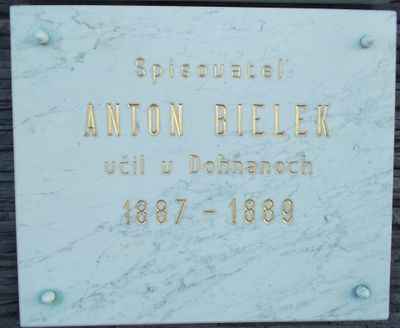 Spisovateľ
ANTON BIELEK
učil u Dohňanoch
1887 - 1889